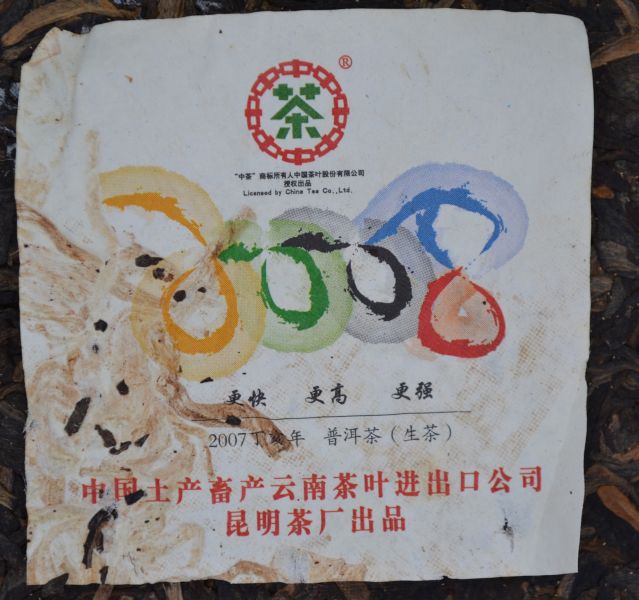 茶
®
“中茶”商标所有人中国茶叶股份有限公司
授权出品
Licensed by China Tea Co.,Ltd.
更快 更高 更强
2007丁亥年 普洱茶（生茶）
中国土产畜产云南茶叶进出口公司
昆明茶厂出品